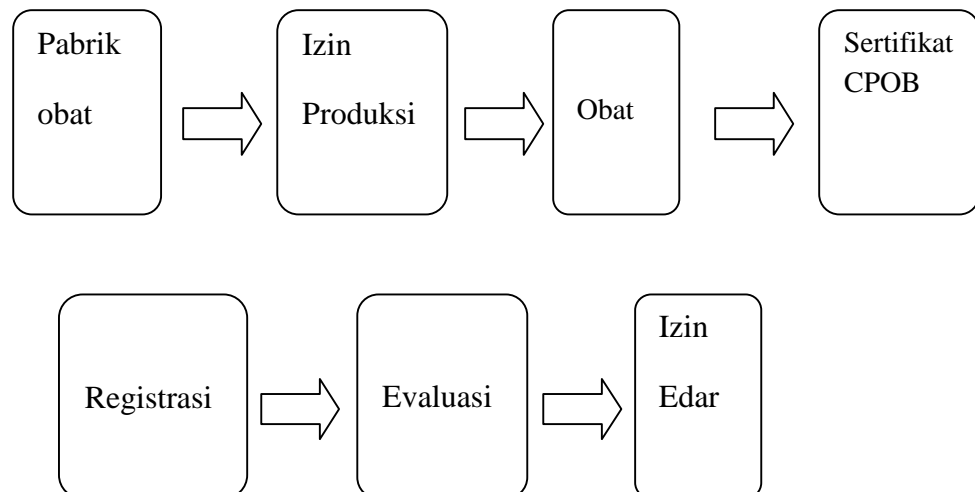 Pabrik
obat
Izin
Produksi
Obat
Sertifikat
CPOB
Registrasi
Evaluasi
Izin
Edar